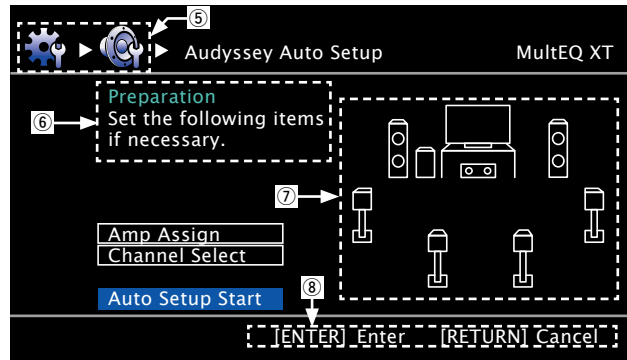 ⑤
Audyssey Auto Setup MultEQ XT
⑥
Preparation
Set the following items
if necessary.
⑦
Amp Assign
Channel Select
⑧
Auto Setup Start
[ENTER] Enter [RETURN] Cancel